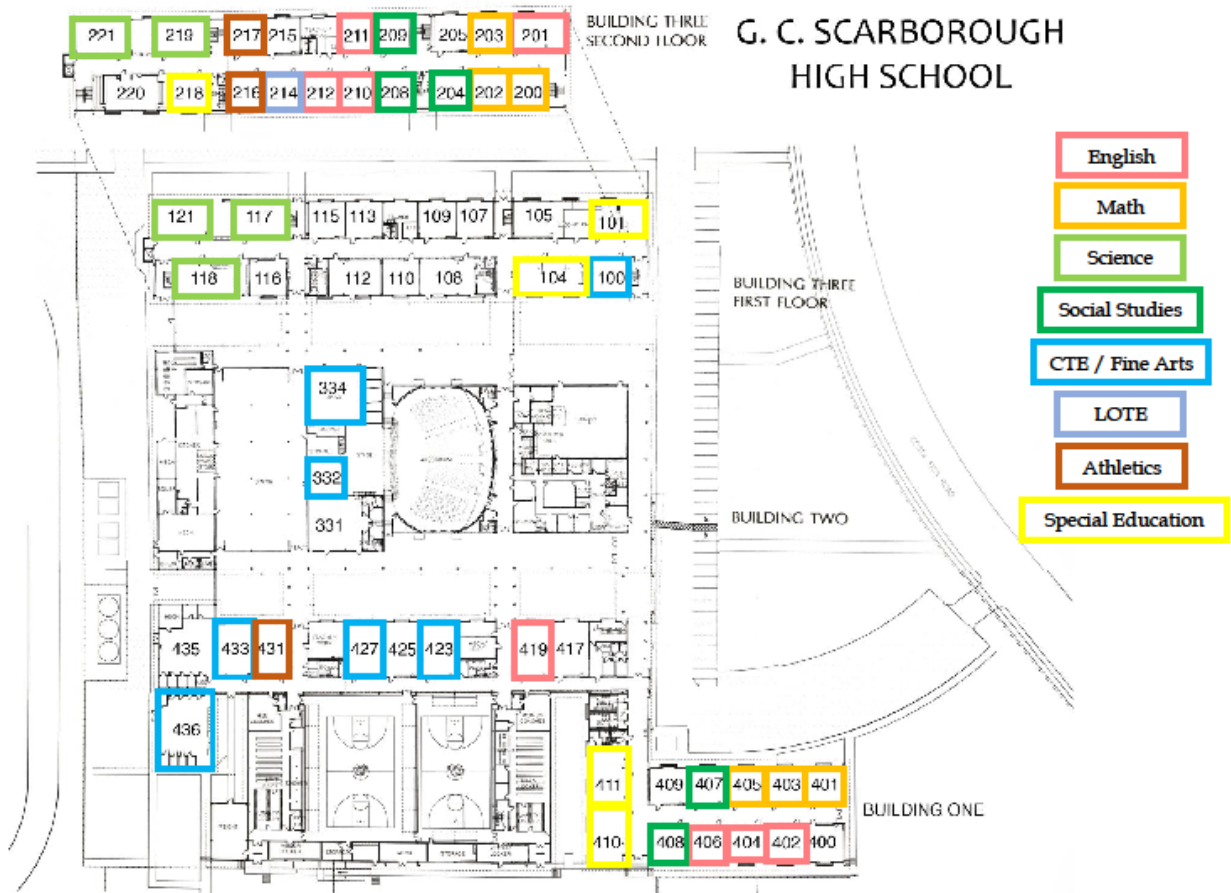 G. C. SCARBOROUGH
HIGH SCHOOL
BUILDING THREE
SECOND FLOOR
221 219 217 215 211 209 205 203 201
220 218 216 214 212 210 208 204 202 200
English
Math
Science
Social Studies
CTE / Fine Arts
LOTE
Athletics
Special Education
121 117 115 113 109 107 105 101
118 116 112 110 108 104 100
BUILDING THREE
FIRST FLOOR
334
332
331
BUILDING TWO
435 433 431 427 425 423 419 417
436
411
410
409 407 405 403 401
408 406 404 402 400
BUILDING ONE
STORAGE